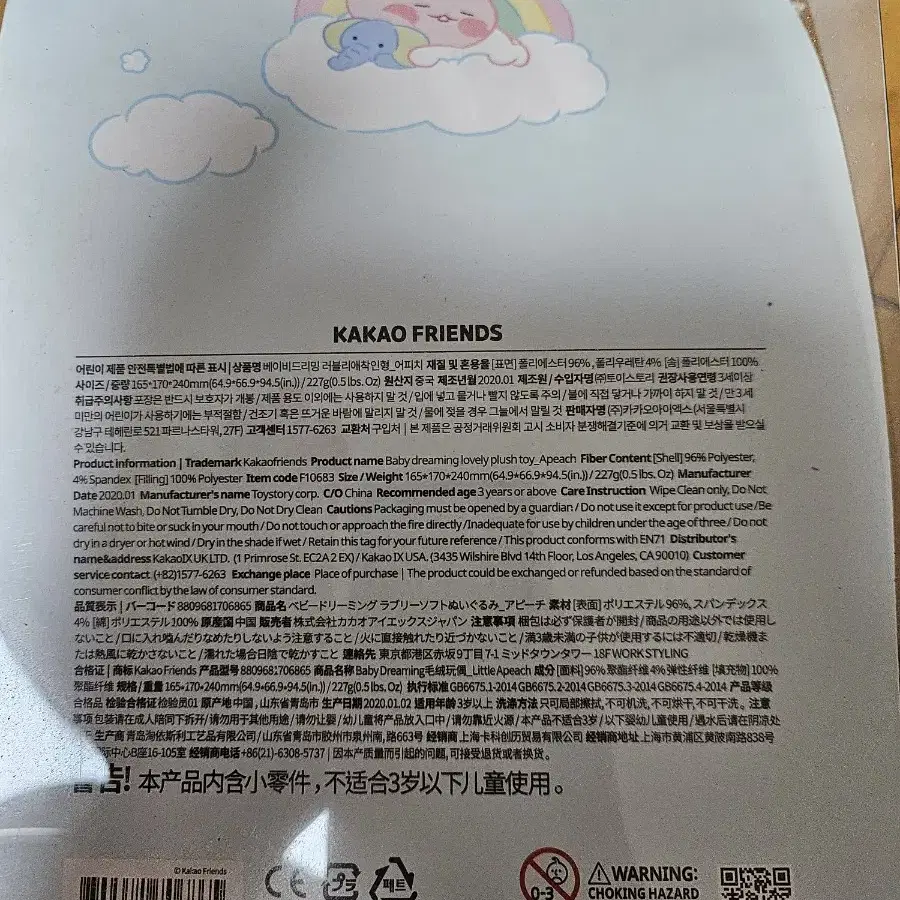 KAKAO FRIENDS
어린이 제품 안전특별법에 따른 표시 | 상품명 베이비드리밍 러블리애착인형_어피치 재질 및 혼용율 [표면] 폴리에스터 96%, 폴리우레탄 4% [솜] 폴리에스터 100%
사이즈 / 중량 165*170*240mm(64.9*66.9*94.5(in.)) / 227g(0.5 lbs. Oz) 원산지 중국 제조년월 2020.01 제조원 / 수입자명 (주)토이스토리 권장사용연령 3세이상
취급주의사항 포장은 반드시 보호자가 개봉 / 제품 용도 이외에는 사용하지 말 것 / 입에 넣고 물거나 빨지 않도록 주의 / 불에 직접 닿거나 가까이 하지 말 것 / 만 3세
미만의 어린이가 사용하기에는 부적절함 / 건조기 혹은 뜨거운 바람에 말리지 말 것 / 물에 젖을 경우 그늘에서 말릴 것 판매자명 (주)카카오아이엑스(서울특별시
강남구 테헤란로 521 파르나스타워, 27F) 고객센터 1577-6263 교환처 구입처 | 본 제품은 공정거래위원회 고시 소비자 분쟁해결기준에 의거 교환 및 보상을 받으실
수 있습니다.
Product information | Trademark Kakaofriends Product name Baby dreaming lovely plush toy_Apeach Fiber Content [Shell] 96% Polyester,
4% Spandex [Filling] 100% Polyester Item code F10683 Size / Weight 165*170*240mm(64.9*66.9*94.5(in.)) / 227g(0.5 lbs. Oz) Manufacturer
Date 2020.01 Manufacturer's name Toystory corp. C/O China Recommended age 3 years or above Care Instruction Wipe Clean only, Do Not
Machine Wash, Do Not Tumble Dry, Do Not Dry Clean Cautions Packaging must be opened by a guardian / Do not use it except for product use / Be
careful not to bite or suck in your mouth / Do not touch or approach the fire directly / Inadequate for use by children under the age of three / Do not
dry in a dryer or hot wind / Dry in the shade if wet / Retain this tag for your future reference / This product conforms with EN71 Distributor's
name&address Kakao IX UK LTD. (1 Primrose St. EC2A 2 EX) / Kakao IX USA. (3435 Wilshire Blvd 14th Floor, Los Angeles, CA 90010) Customer
service contact (+82)1577-6263 Exchange place Place of purchase | The product could be exchanged or refunded based on the standard of
consumer conflict by the law of consumer standard.
品質表示 | バーコード 8809681706865 商品名 ベビードリーミング ラブリーソフトぬいぐるみ_アピーチ 素材 [表面] ポリエステル 96%, スパンデックス
4% [綿] ポリエステル 100% 原産国 中国 販売者 株式会社 カカオアイエックスジャパン 注意事項 梱包は必ず保護者が開封 / 商品の用途以外では使用し
ないこと / 口に入れ噛んだりなめたりしないよう注意すること / 火に直接触れたり近づかないこと / 満3歳未満の子供が使用するには不適切 / 乾燥機ま
たは熱風に乾かさないこと / 濡れた場合日陰で乾かすこと 連絡先 東京都港区赤坂9丁目7-1 ミッドタウンタワー 18F WORK STYLING
合格证 | 商标 Kakao Friends 产品型号 8809681706865 商品名称 Baby Dreaming毛绒玩偶_Little Apeach 成分 [面料] 96% 聚酯纤维 4% 弹性纤维 [填充物] 100%
聚酯纤维 规格 / 重量 165*170*240mm(64.9*66.9*94.5(in.)) / 227g(0.5 lbs. Oz) 执行标准 GB6675.1-2014 GB6675.2-2014 GB6675.3-2014 GB6675.4-2014 产品等级
合格品 检验合格证 检验员01 原产地 中国, 山东省青岛市 生产日期 2020.01.02 适用年龄 3岁以上 洗涤方法 只可局部擦拭, 不可机洗, 不可烘干, 不可干洗。 注意
事项 包装请在成人陪同下拆开 / 请勿用于其他用途 / 请勿让婴 / 幼儿童将产品放入口中 / 请勿靠近火源 / 本产品不适合3岁 / 以下婴幼儿童使用 / 遇水后请在阴凉处
生产商 青岛淘依斯利工艺品有限公司 / 山东省青岛市胶州市泉州南, 路663号 经销商 上海卡科创历贸易有限公司 经销商地址 上海市黄浦区黄陂南路838号
际中心B座16-105室 经销商电话 +86(21)-6308-5737 | 因本产质量而引起的问题, 可接受退货或者换货。
警告! 本产品内含小零件, 不适合3岁以下儿童使用。
© Kakao Friends
CE
プラ
페트
0-3
WARNING:
CHOKING HAZARD